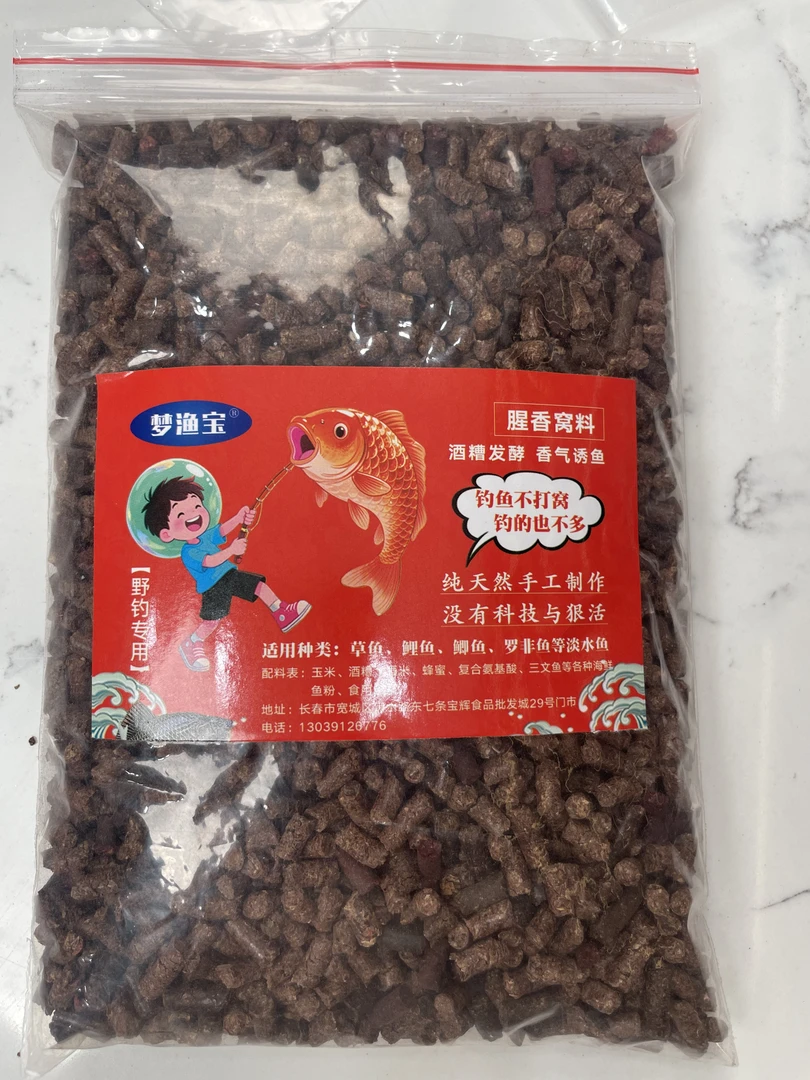 梦渔宝®
腥香窝料
酒糟发酵 香气诱鱼
钓鱼不打窝
钓的也不多
纯天然手工制作
没有科技与狠活
【野钓专用】
适用种类：草鱼、鲤鱼、鲫鱼、罗非鱼等淡水鱼
配料表：玉米、酒糟、米、蜂蜜、复合氨基酸、三文鱼等各种海鲜
鱼粉、食用
地址：长春市宽城东七条宝辉食品批发城29号门市
电话：13039126776